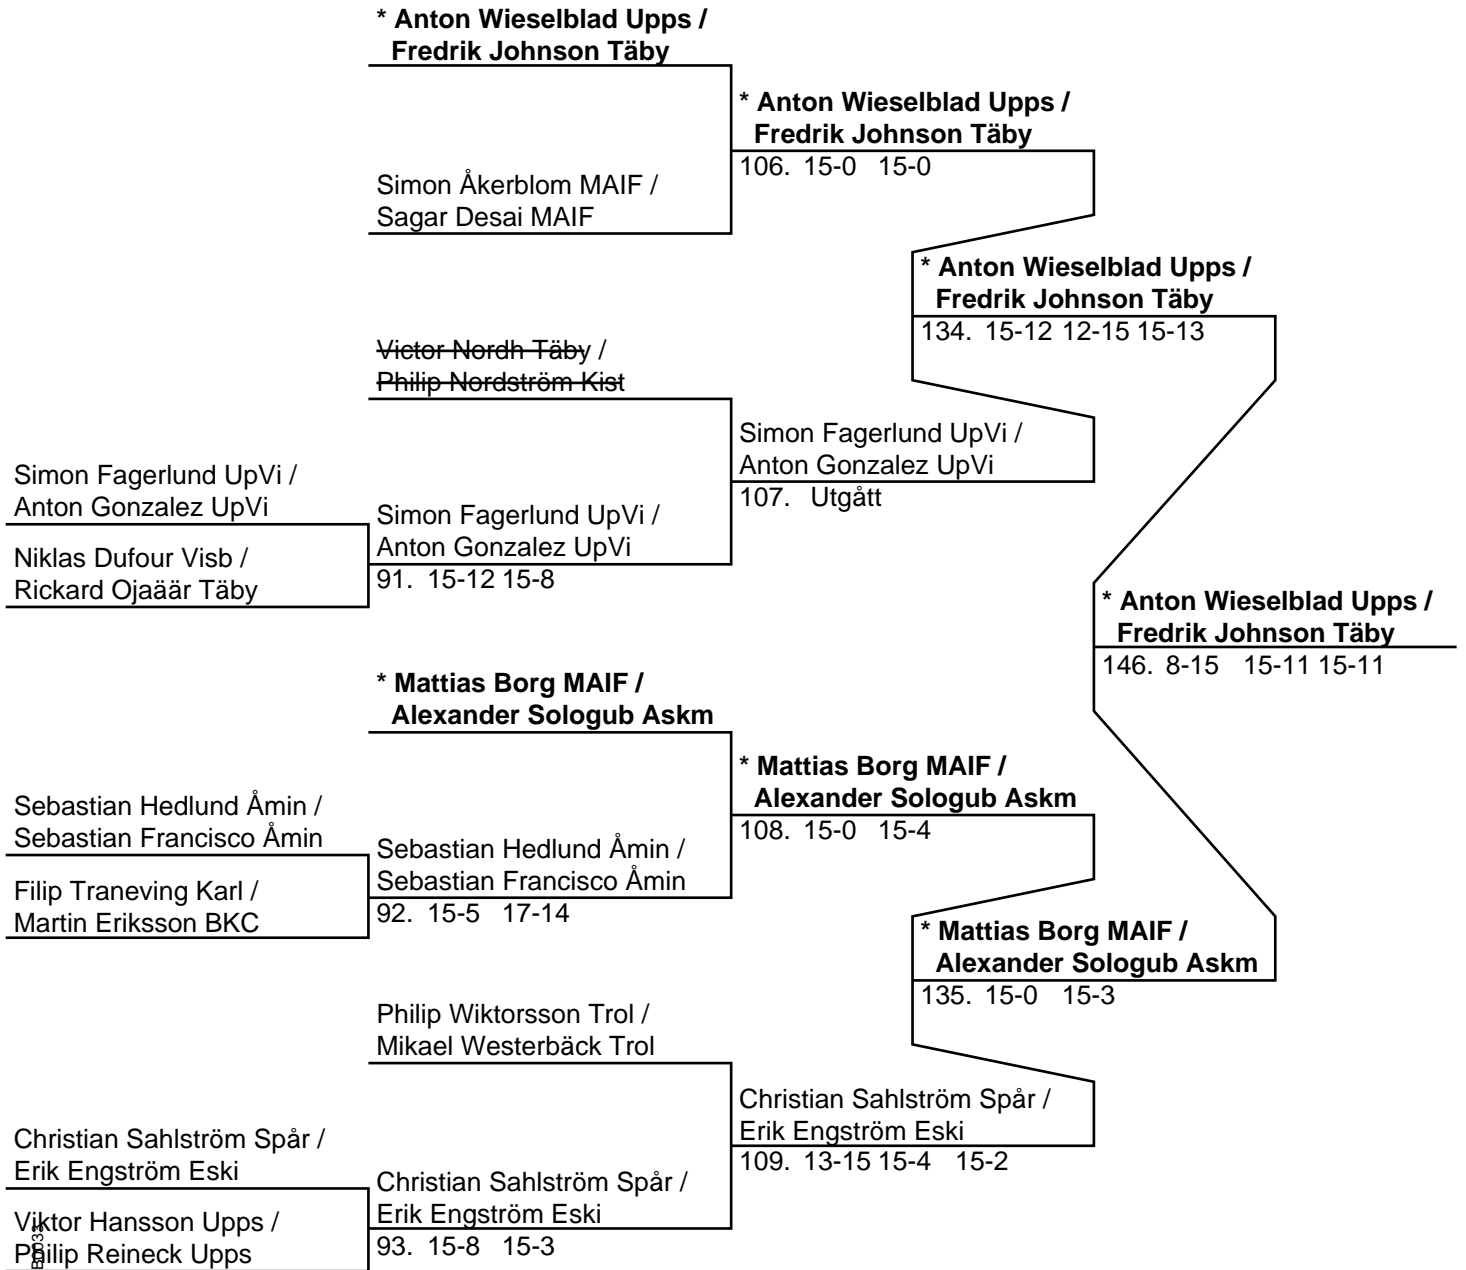 * Anton Wieselblad Upps /
Fredrik Johnson Täby
* Anton Wieselblad Upps /
Fredrik Johnson Täby
106. 15-0 15-0
Simon Åkerblom MAIF /
Sagar Desai MAIF
* Anton Wieselblad Upps /
Fredrik Johnson Täby
134. 15-12 12-15 15-13
Victor Nordh Täby /
Philip Nordström Kist
Simon Fagerlund UpVi /
Anton Gonzalez UpVi
107. Utgått
Simon Fagerlund UpVi /
Anton Gonzalez UpVi
Simon Fagerlund UpVi /
Anton Gonzalez UpVi
91. 15-12 15-8
Niklas Dufour Visb /
Rickard Ojaäär Täby
* Anton Wieselblad Upps /
Fredrik Johnson Täby
146. 8-15 15-11 15-11
* Mattias Borg MAIF /
Alexander Sologub Askm
* Mattias Borg MAIF /
Alexander Sologub Askm
108. 15-0 15-4
Sebastian Hedlund Åmin /
Sebastian Francisco Åmin
Sebastian Hedlund Åmin /
Sebastian Francisco Åmin
92. 15-5 17-14
Filip Traneving Karl /
Martin Eriksson BKC
* Mattias Borg MAIF /
Alexander Sologub Askm
135. 15-0 15-3
Philip Wiktorsson Trol /
Mikael Westerbäck Trol
Christian Sahlström Spår /
Erik Engström Eski
109. 13-15 15-4 15-2
Christian Sahlström Spår /
Erik Engström Eski
Christian Sahlström Spår /
Erik Engström Eski
93. 15-8 15-3
Viktor Hansson Upps /
Philip Reineck Upps
B0033